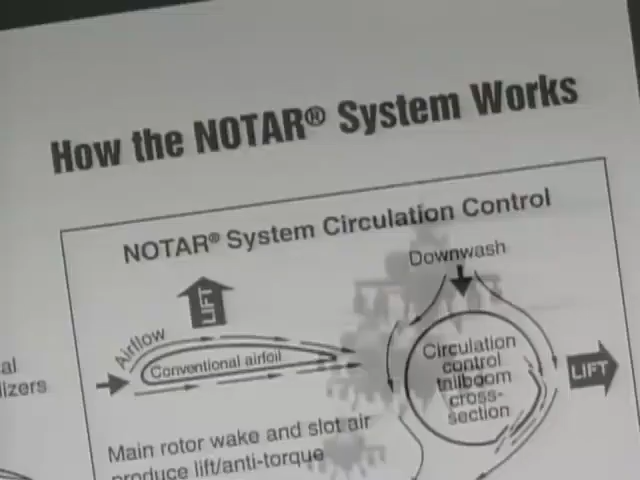 How the NOTAR® System Works
NOTAR® System Circulation Control
Downwash
LIFT
Airflow
Conventional airfoil
Circulation
control
tailboom
cross-
section
LIFT
al
lizers
Main rotor wake and slot air
produce lift/anti-torque